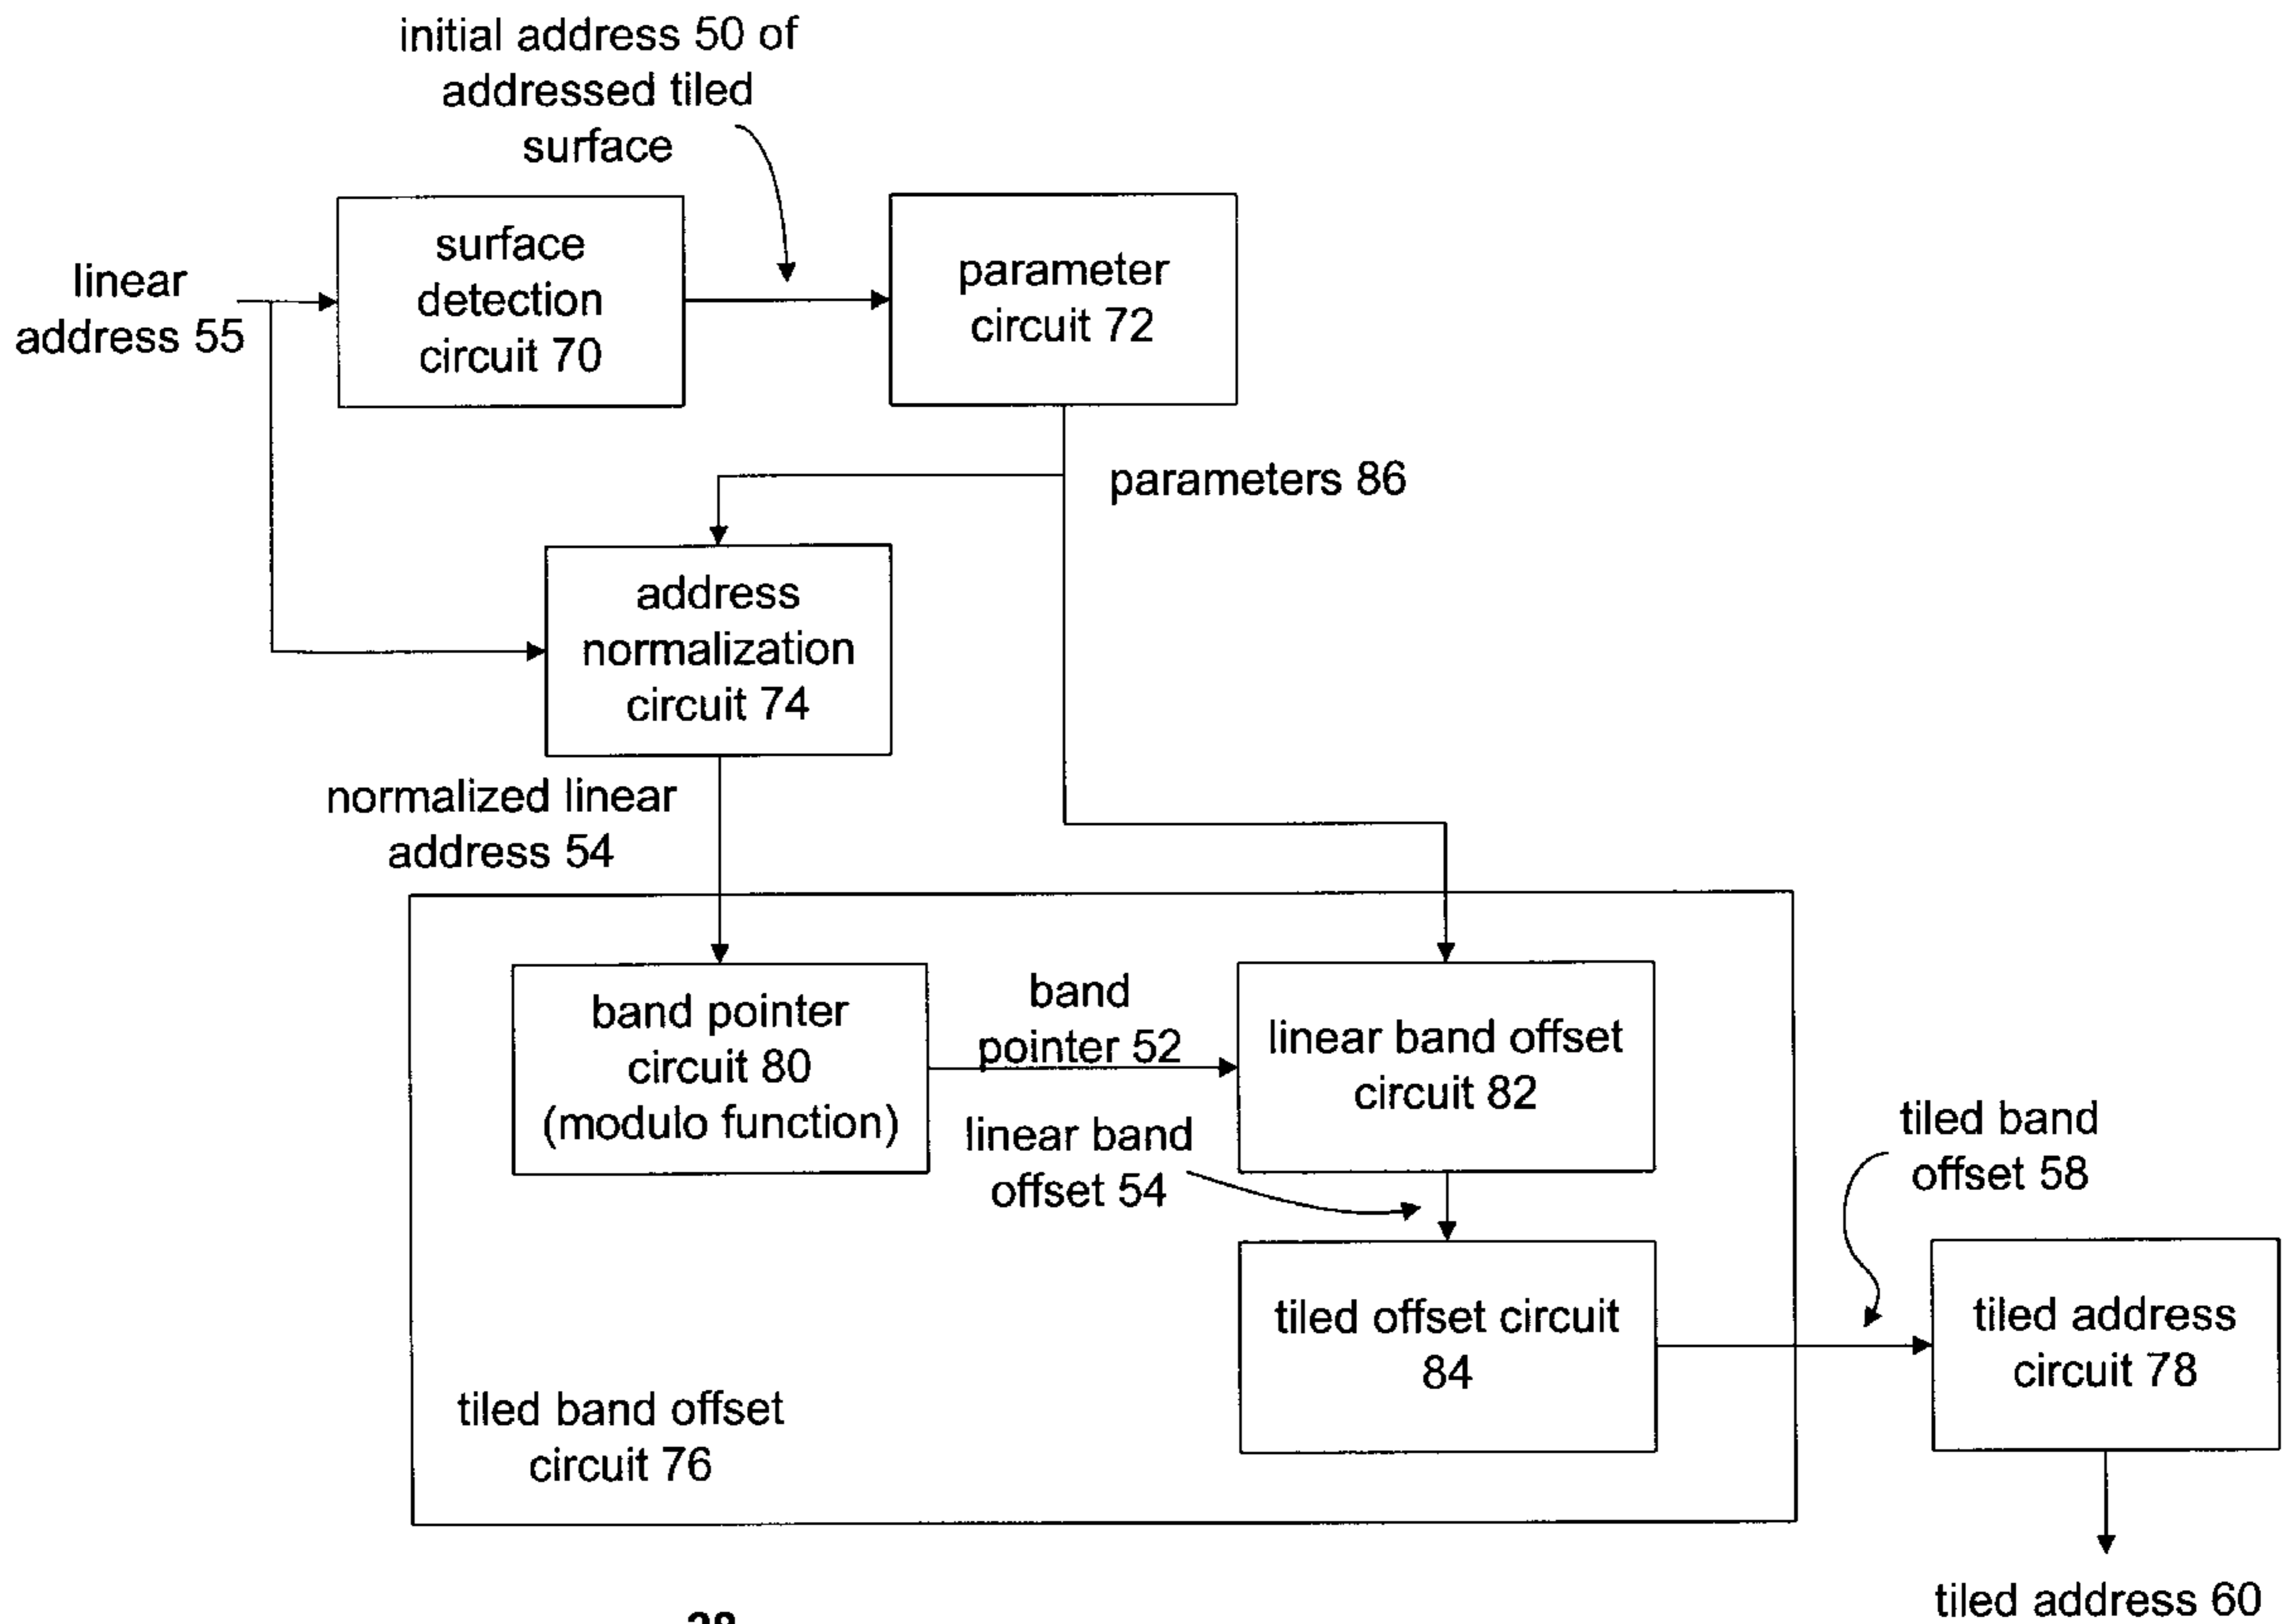 initial address 50 of
addressed tiled
surface
linear
address 55
surface
detection
circuit 70
parameter
circuit 72
parameters 86
address
normalization
circuit 74
normalized linear
address 54
band pointer
circuit 80
(modulo function)
band
pointer 52
linear band offset
circuit 82
linear band
offset 54
tiled band
offset 58
tiled offset circuit
84
tiled address
circuit 78
tiled band offset
circuit 76
tiled address 60